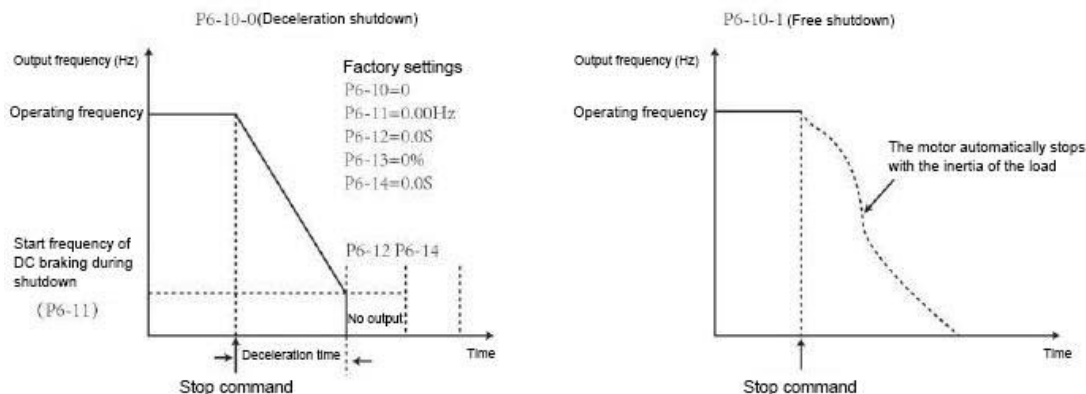 P6-10-0(Deceleration shutdown)
Output frequency (Hz)
Operating frequency
Factory settings
P6-10=0
P6-11=0.00Hz
P6-12=0.0S
P6-13=0%
P6-14=0.0S
Start frequency of
DC braking during
shutdown
(P6-11)
P6-12 P6-14
No output
Deceleration time
Time
Stop command
P6-10-1(Free shutdown)
Output frequency (Hz)
Operating frequency
The motor automatically stops
with the inertia of the load
Time
Stop command